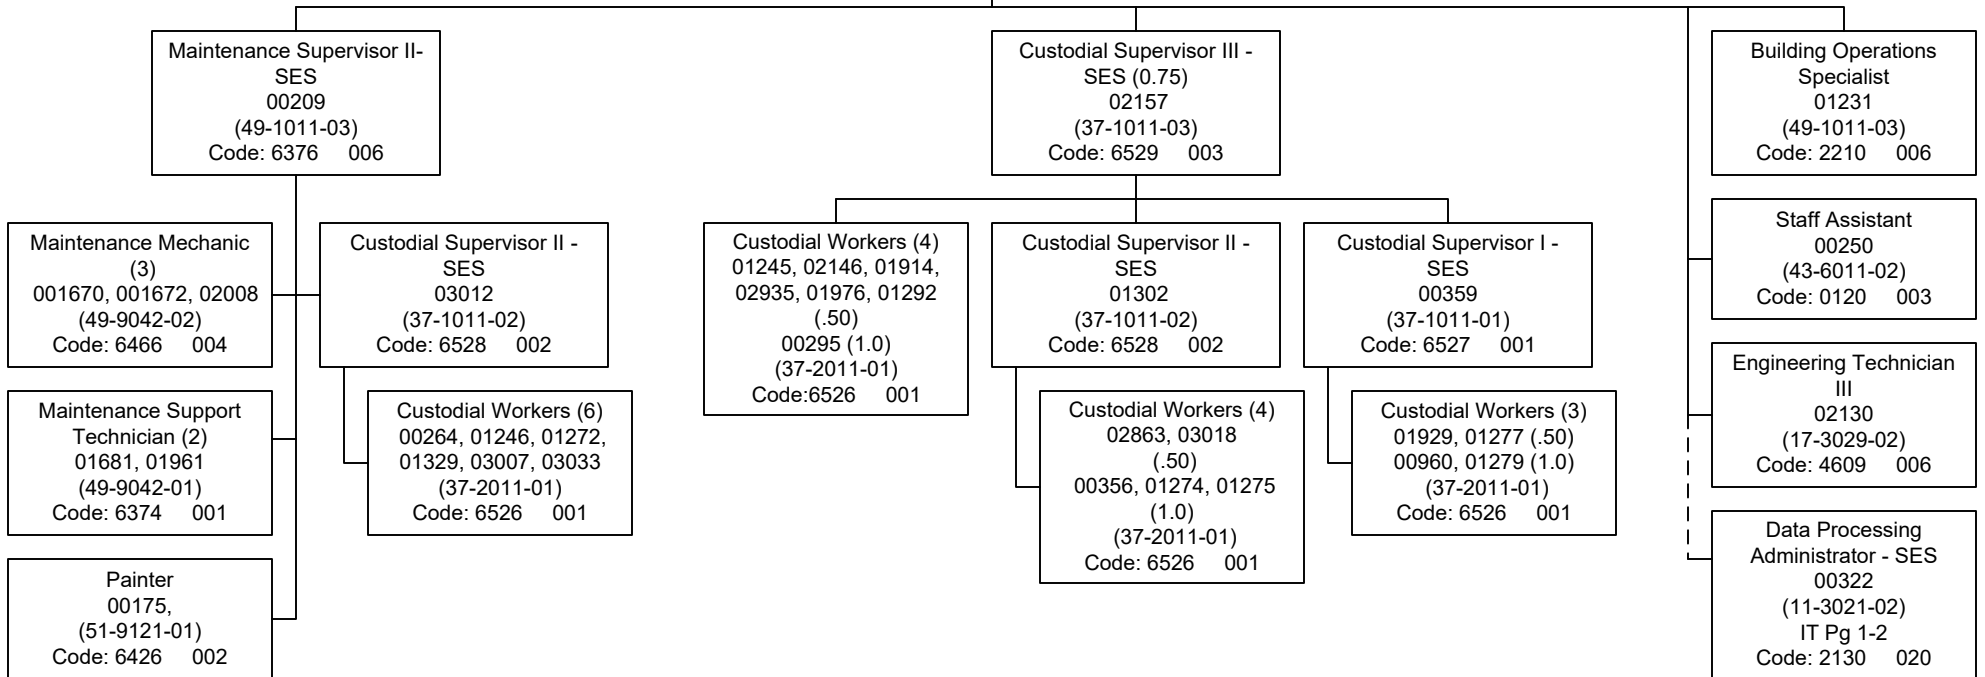 Maintenance Supervisor II-
SES
00209
(49-1011-03)
Code: 6376 006
Custodial Supervisor III -
SES (0.75)
02157
(37-1011-03)
Code: 6529 003
Building Operations
Specialist
01231
(49-1011-03)
Code: 2210 006
Maintenance Mechanic
(3)
001670, 001672, 02008
(49-9042-02)
Code: 6466 004
Custodial Supervisor II -
SES
03012
(37-1011-02)
Code: 6528 002
Custodial Workers (4)
01245, 02146, 01914,
02935, 01976, 01292
(.50)
00295 (1.0)
(37-2011-01)
Code:6526 001
Custodial Supervisor II -
SES
01302
(37-1011-02)
Code: 6528 002
Custodial Supervisor I -
SES
00359
(37-1011-01)
Code: 6527 001
Staff Assistant
00250
(43-6011-02)
Code: 0120 003
Maintenance Support
Technician (2)
01681, 01961
(49-9042-01)
Code: 6374 001
Custodial Workers (6)
00264, 01246, 01272,
01329, 03007, 03033
(37-2011-01)
Code: 6526 001
Custodial Workers (4)
02863, 03018
(.50)
00356, 01274, 01275
(1.0)
(37-2011-01)
Code: 6526 001
Custodial Workers (3)
01929, 01277 (.50)
00960, 01279 (1.0)
(37-2011-01)
Code: 6526 001
Engineering Technician
III
02130
(17-3029-02)
Code: 4609 006
Painter
00175,
(51-9121-01)
Code: 6426 002
Data Processing
Administrator - SES
00322
(11-3021-02)
IT Pg 1-2
Code: 2130 020